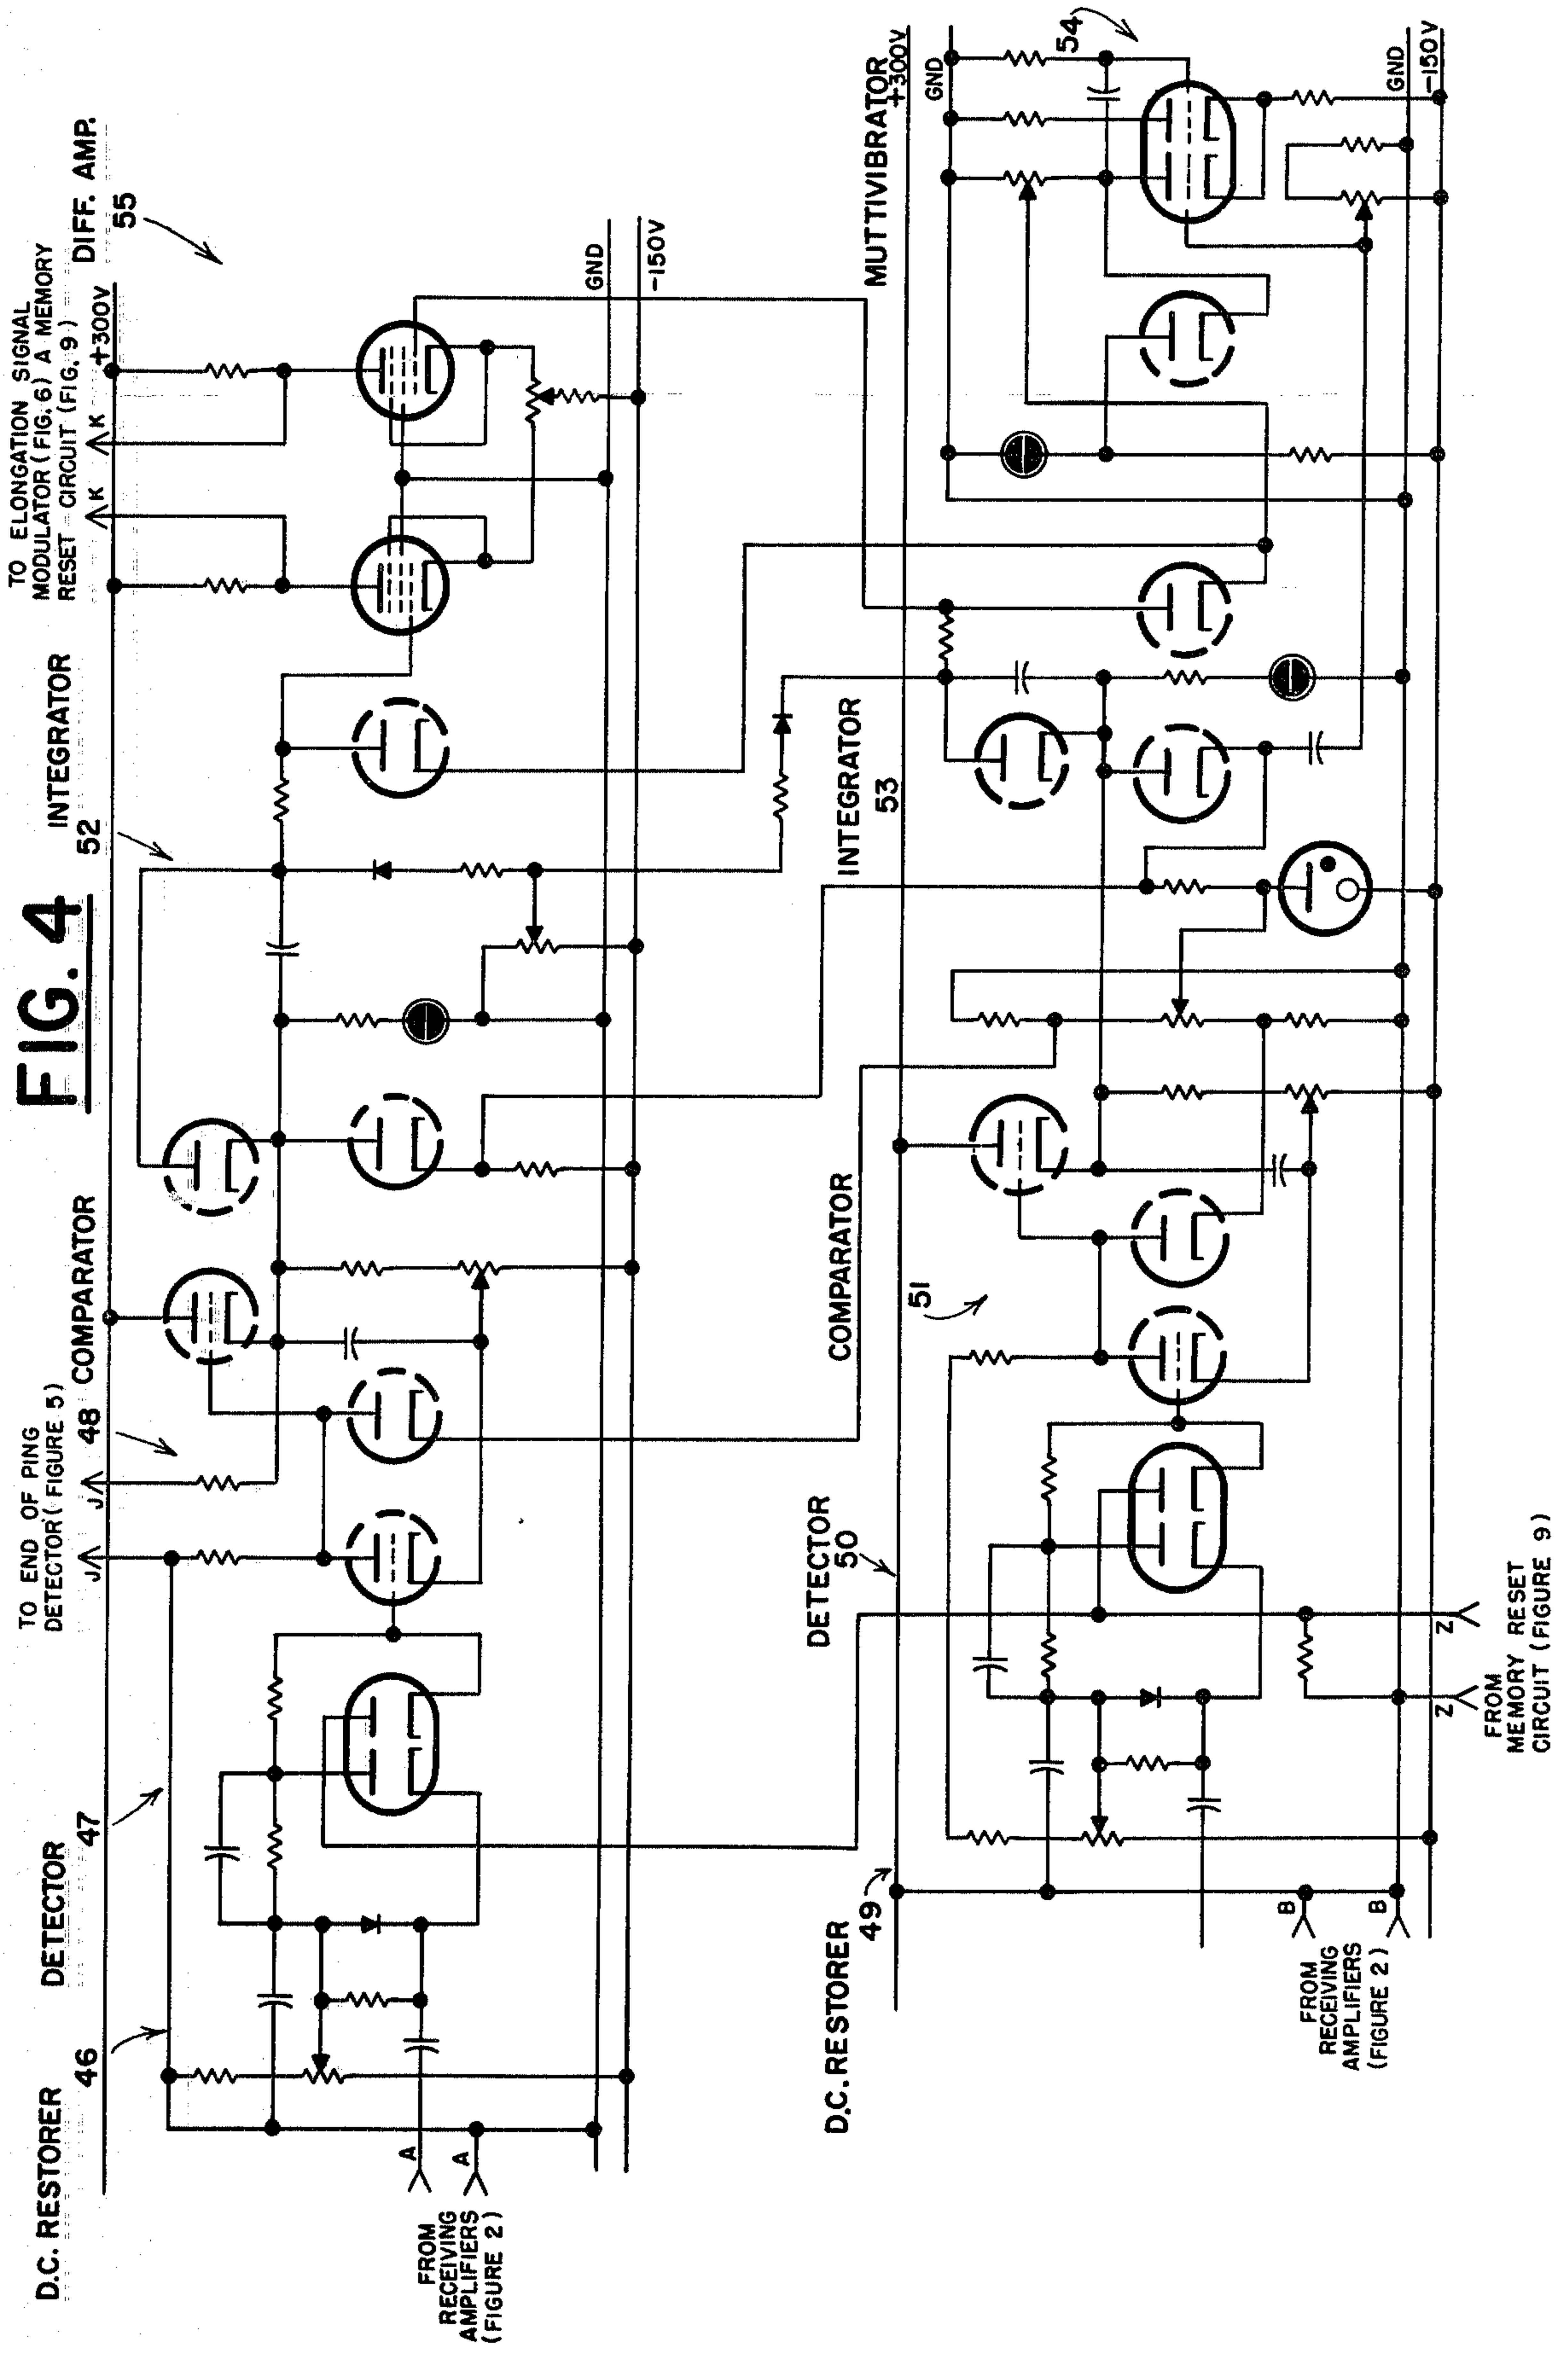 FIG. 4
D.C. RESTORER
46
DETECTOR
47
TO END OF PING
DETECTOR (FIGURE 5)
J
J
48
COMPARATOR
INTEGRATOR
52
TO ELONGATION SIGNAL
MODULATOR (FIG. 6) A MEMORY
RESET CIRCUIT (FIG. 9)
K
K
DIFF. AMP.
55
+300V
GND
-150V
A
A
FROM
RECEIVING
AMPLIFIERS
(FIGURE 2)
D.C. RESTORER
49
DETECTOR
50
COMPARATOR
51
INTEGRATOR
53
MUTTIVIBRATOR
+300V
GND
54
GND
-150V
B
B
FROM
RECEIVING
AMPLIFIERS
(FIGURE 2)
Z
Z
FROM
MEMORY RESET
CIRCUIT (FIGURE 9)